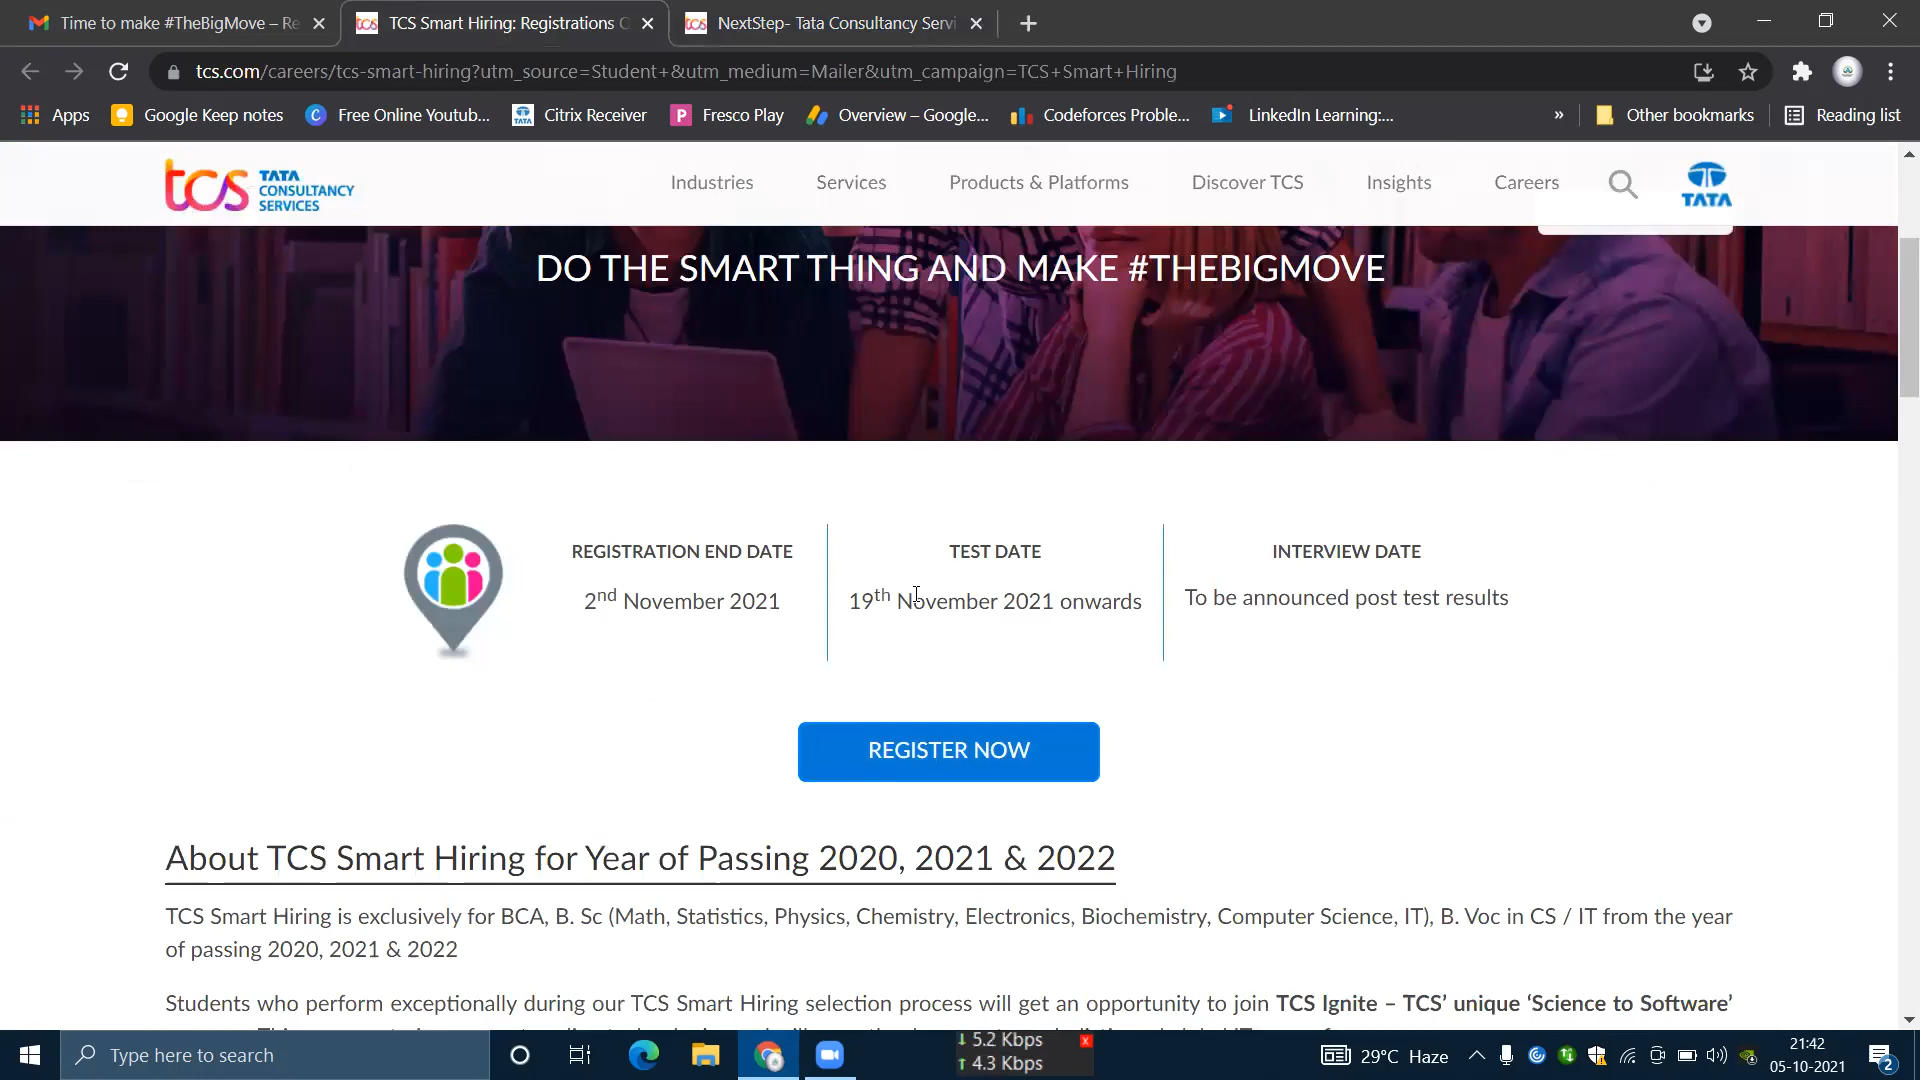 Time to make #TheBigMove – Re
TCS Smart Hiring: Registrations O
NextStep- Tata Consultancy Servi
tcs.com/careers/tcs-smart-hiring?utm_source=Student+&utm_medium=Mailer&utm_campaign=TCS+Smart+Hiring
Apps Google Keep notes Free Online Youtub... Citrix Receiver Fresco Play Overview – Google... Codeforces Proble... LinkedIn Learning:... » Other bookmarks Reading list
tcs TATA CONSULTANCY SERVICES
Industries Services Products & Platforms Discover TCS Insights Careers TATA
DO THE SMART THING AND MAKE #THEBIGMOVE
REGISTRATION END DATE TEST DATE INTERVIEW DATE
2nd November 2021 19th November 2021 onwards To be announced post test results
REGISTER NOW
About TCS Smart Hiring for Year of Passing 2020, 2021 & 2022
TCS Smart Hiring is exclusively for BCA, B. Sc (Math, Statistics, Physics, Chemistry, Electronics, Biochemistry, Computer Science, IT), B. Voc in CS / IT from the year
of passing 2020, 2021 & 2022
Students who perform exceptionally during our TCS Smart Hiring selection process will get an opportunity to join TCS Ignite – TCS’ unique ‘Science to Software’
Type here to search
↓ 5.2 Kbps
↑ 4.3 Kbps
29°C Haze
21:42
05-10-2021
2